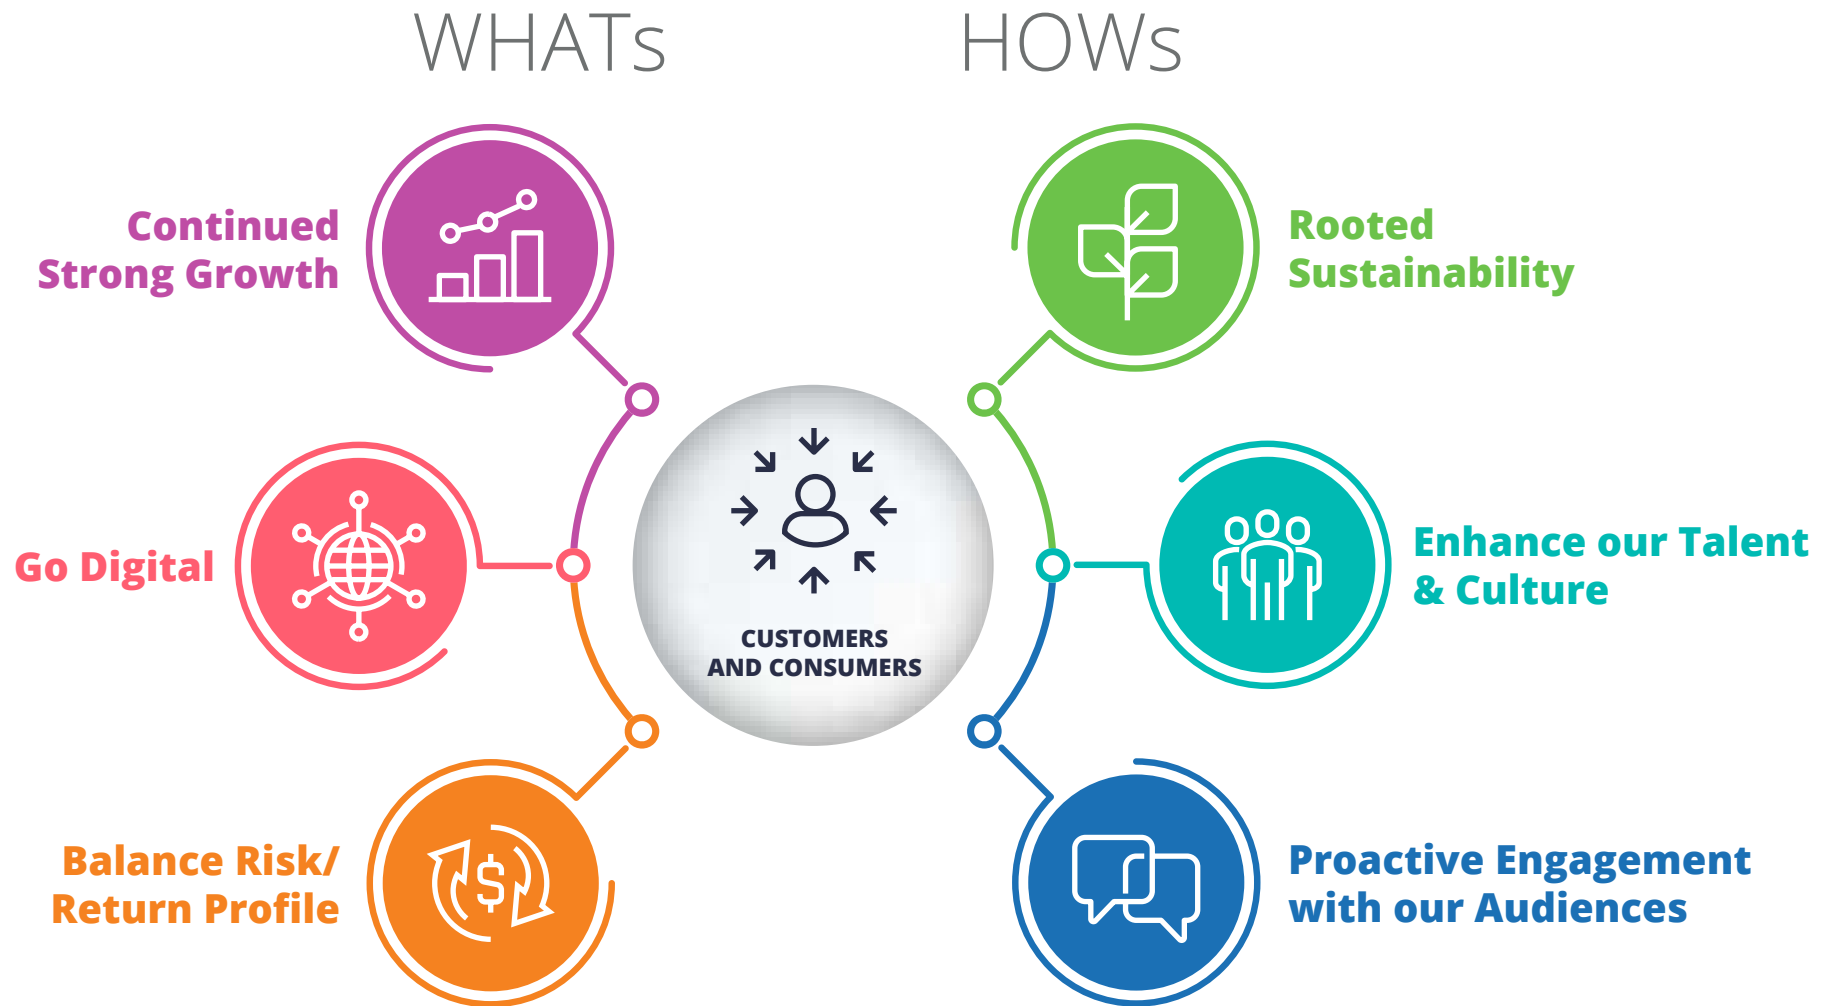 WHATs
HOWs
Continued
Strong Growth
Rooted
Sustainability
Go Digital
CUSTOMERS
AND CONSUMERS
Enhance our Talent
& Culture
Balance Risk/
Return Profile
$
Proactive Engagement
with our Audiences